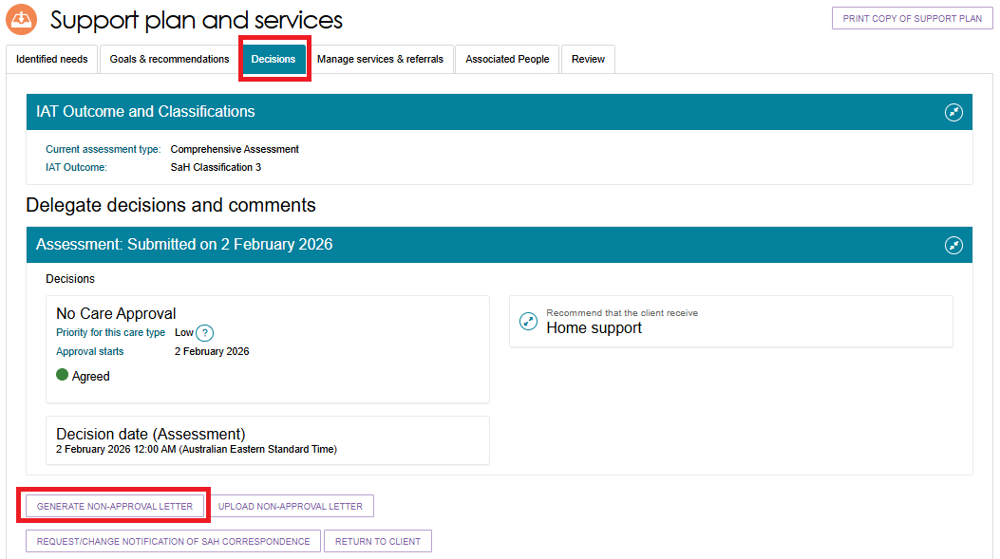 Support plan and services
PRINT COPY OF SUPPORT PLAN
Identified needs
Goals & recommendations
Decisions
Manage services & referrals
Associated People
Review
IAT Outcome and Classifications
Current assessment type: Comprehensive Assessment
IAT Outcome: SaH Classification 3
Delegate decisions and comments
Assessment: Submitted on 2 February 2026
Decisions
No Care Approval
Priority for this care type Low ?
Approval starts 2 February 2026
Agreed
Recommend that the client receive
Home support
Decision date (Assessment)
2 February 2026 12:00 AM (Australian Eastern Standard Time)
GENERATE NON-APPROVAL LETTER
UPLOAD NON-APPROVAL LETTER
REQUEST/CHANGE NOTIFICATION OF SAH CORRESPONDENCE
RETURN TO CLIENT